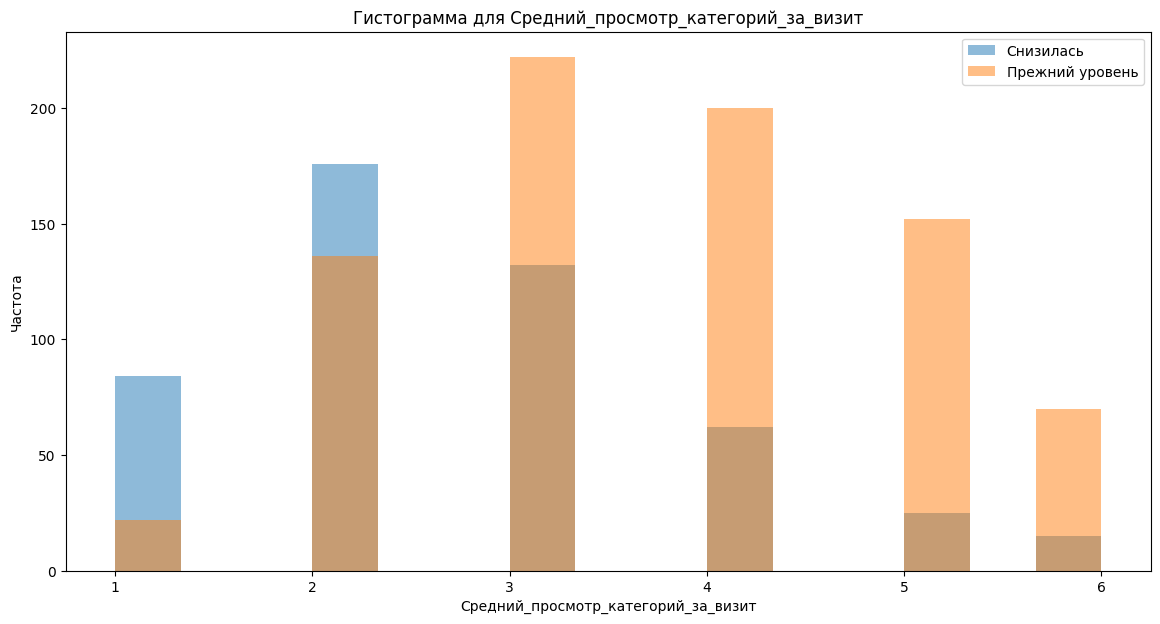 Гистограмма для Средний_просмотр_категорий_за_визит
Снизилась
Прежний уровень
Частота
200
150
100
50
0
1 2 3 4 5 6
Средний_просмотр_категорий_за_визит